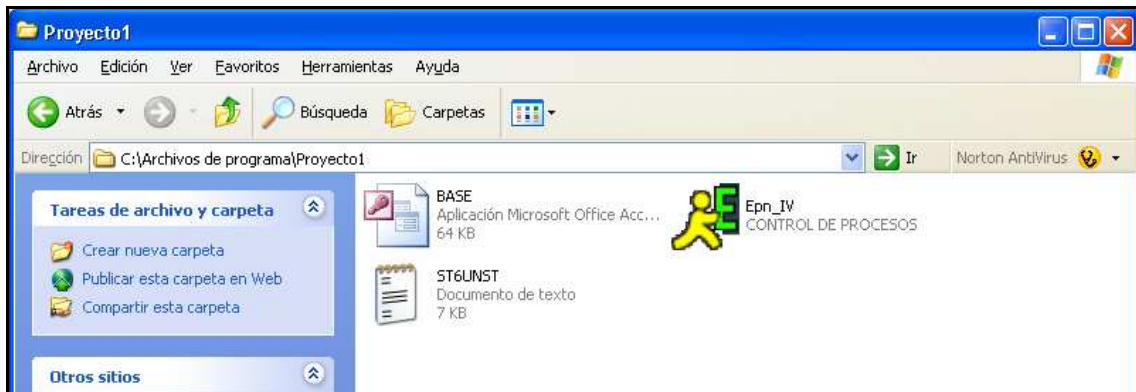 Proyecto1
Archivo Edición Ver Favoritos Herramientas Ayuda
Atrás Búsqueda Carpetas
Dirección C:\Archivos de programa\Proyecto1 Ir Norton AntiVirus
Tareas de archivo y carpeta
Crear nueva carpeta
Publicar esta carpeta en Web
Compartir esta carpeta
Otros sitios
BASE
Aplicación Microsoft Office Acc...
64 KB
Epn_IV
CONTROL DE PROCESOS
ST6UNST
Documento de texto
7 KB